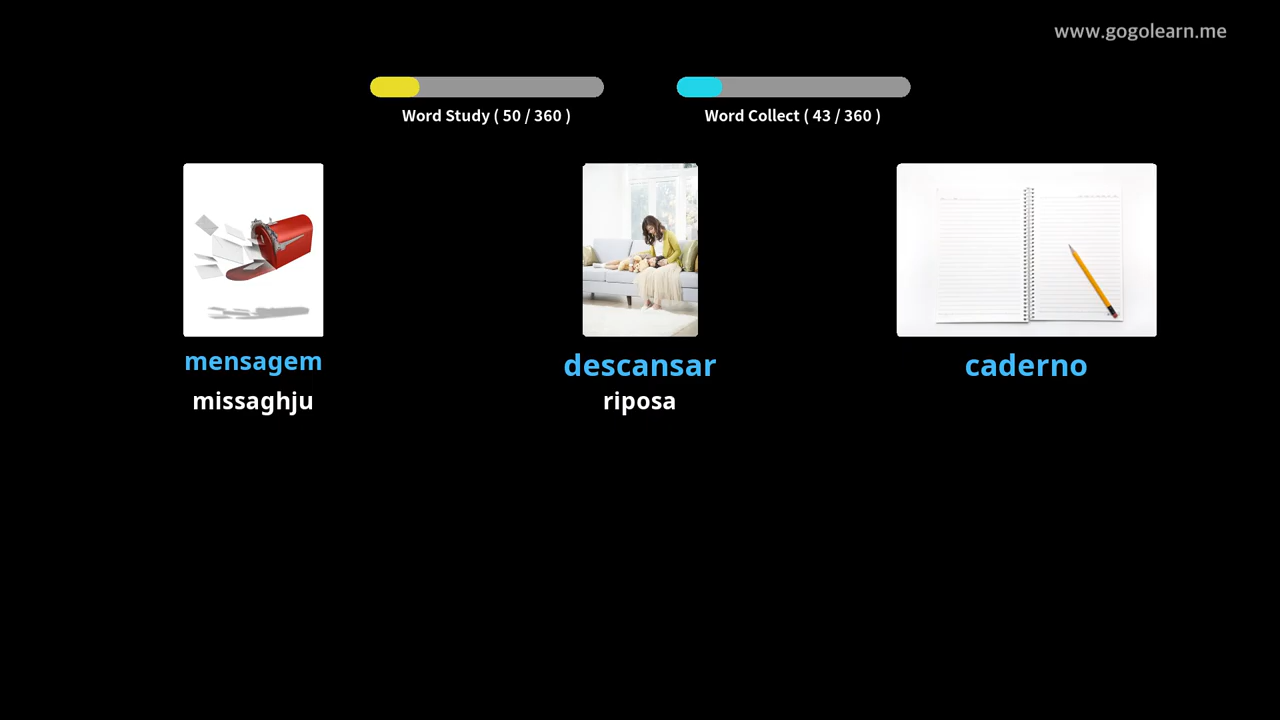 www.gogolearn.me
Word Study ( 50 / 360 )
Word Collect ( 43 / 360 )
mensagem
missaghju
descansar
riposa
caderno